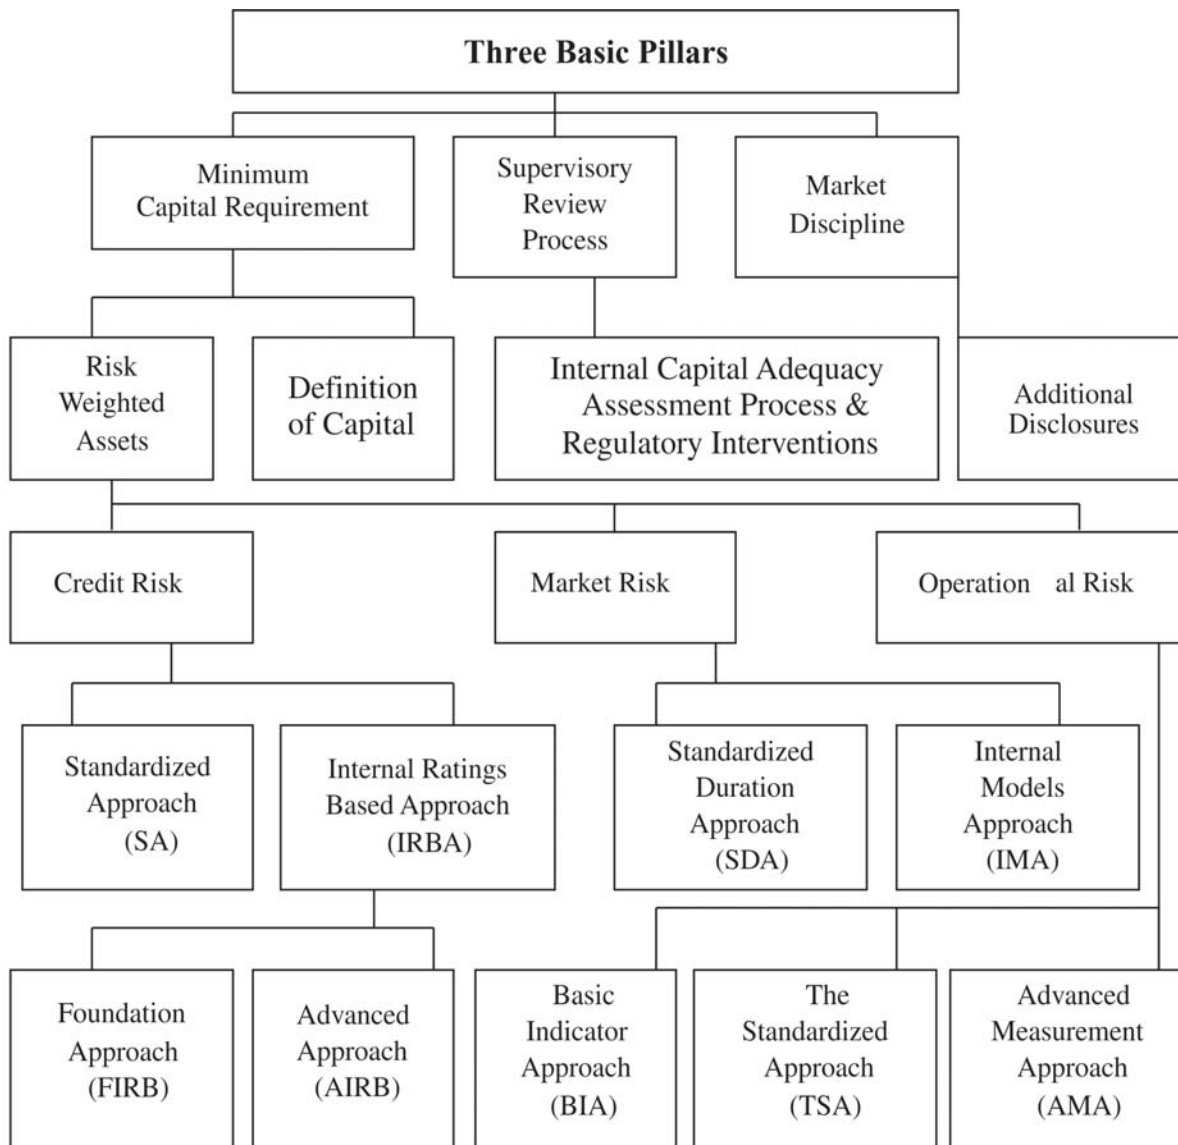 Three Basic Pillars
Minimum
Capital Requirement
Supervisory
Review
Process
Market
Discipline
Risk
Weighted
Assets
Definition
of Capital
Internal Capital Adequacy
Assessment Process &
Regulatory Interventions
Additional
Disclosures
Credit Risk
Market Risk
Operation al Risk
Standardized
Approach
(SA)
Internal Ratings
Based Approach
(IRBA)
Standardized
Duration
Approach
(SDA)
Internal
Models
Approach
(IMA)
Foundation
Approach
(FIRB)
Advanced
Approach
(AIRB)
Basic
Indicator
Approach
(BIA)
The
Standardized
Approach
(TSA)
Advanced
Measurement
Approach
(AMA)